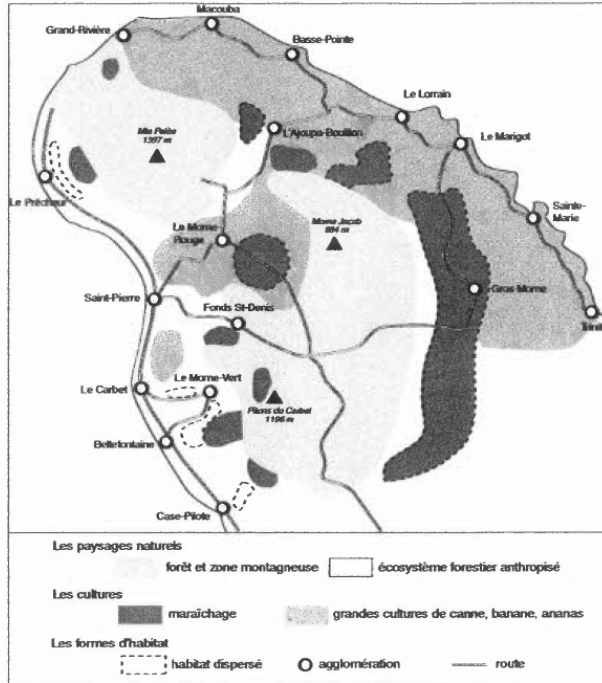 Macouba
Grand-Rivière
Basse-Pointe
Le Lorrain
Mte Pelée
1397 m
L'Ajoupa-Bouillon
Le Marigot
Le Prêcheur
Sainte-
Marie
Le Morne
Rouge
Morne Jacob
884 m
Gros-Morne
Saint-Pierre
Fonds St-Denis
Trinit
Le Morne-Vert
Le Carbet
Pitons du Carbet
1196 m
Bellefontaine
Case-Pilote
Les paysages naturels
forêt et zone montagneuse
écosystème forestier anthropisé
Les cultures
maraîchage
grandes cultures de canne, banane, ananas
Les formes d'habitat
habitat dispersé
agglomération
route